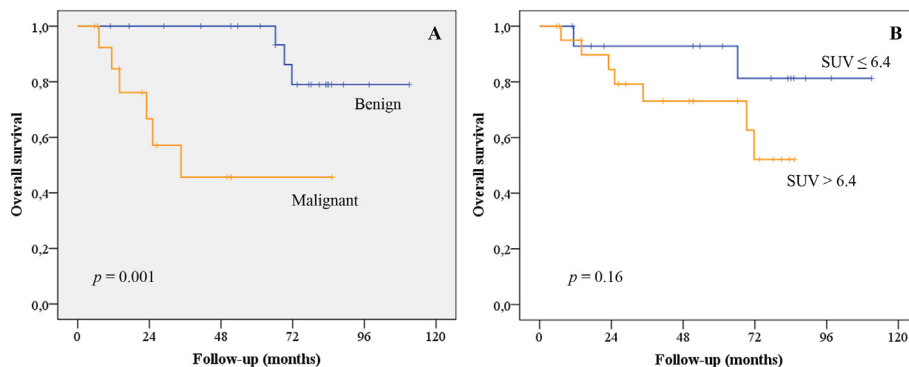 A
1,0
0,8
0,6
0,4
0,2
0,0
Overall survival
Benign
Malignant
p = 0.001
0 24 48 72 96 120
Follow-up (months)
B
1,0
0,8
0,6
0,4
0,2
0,0
Overall survival
SUV ≤ 6.4
SUV > 6.4
p = 0.16
0 24 48 72 96 120
Follow-up (months)